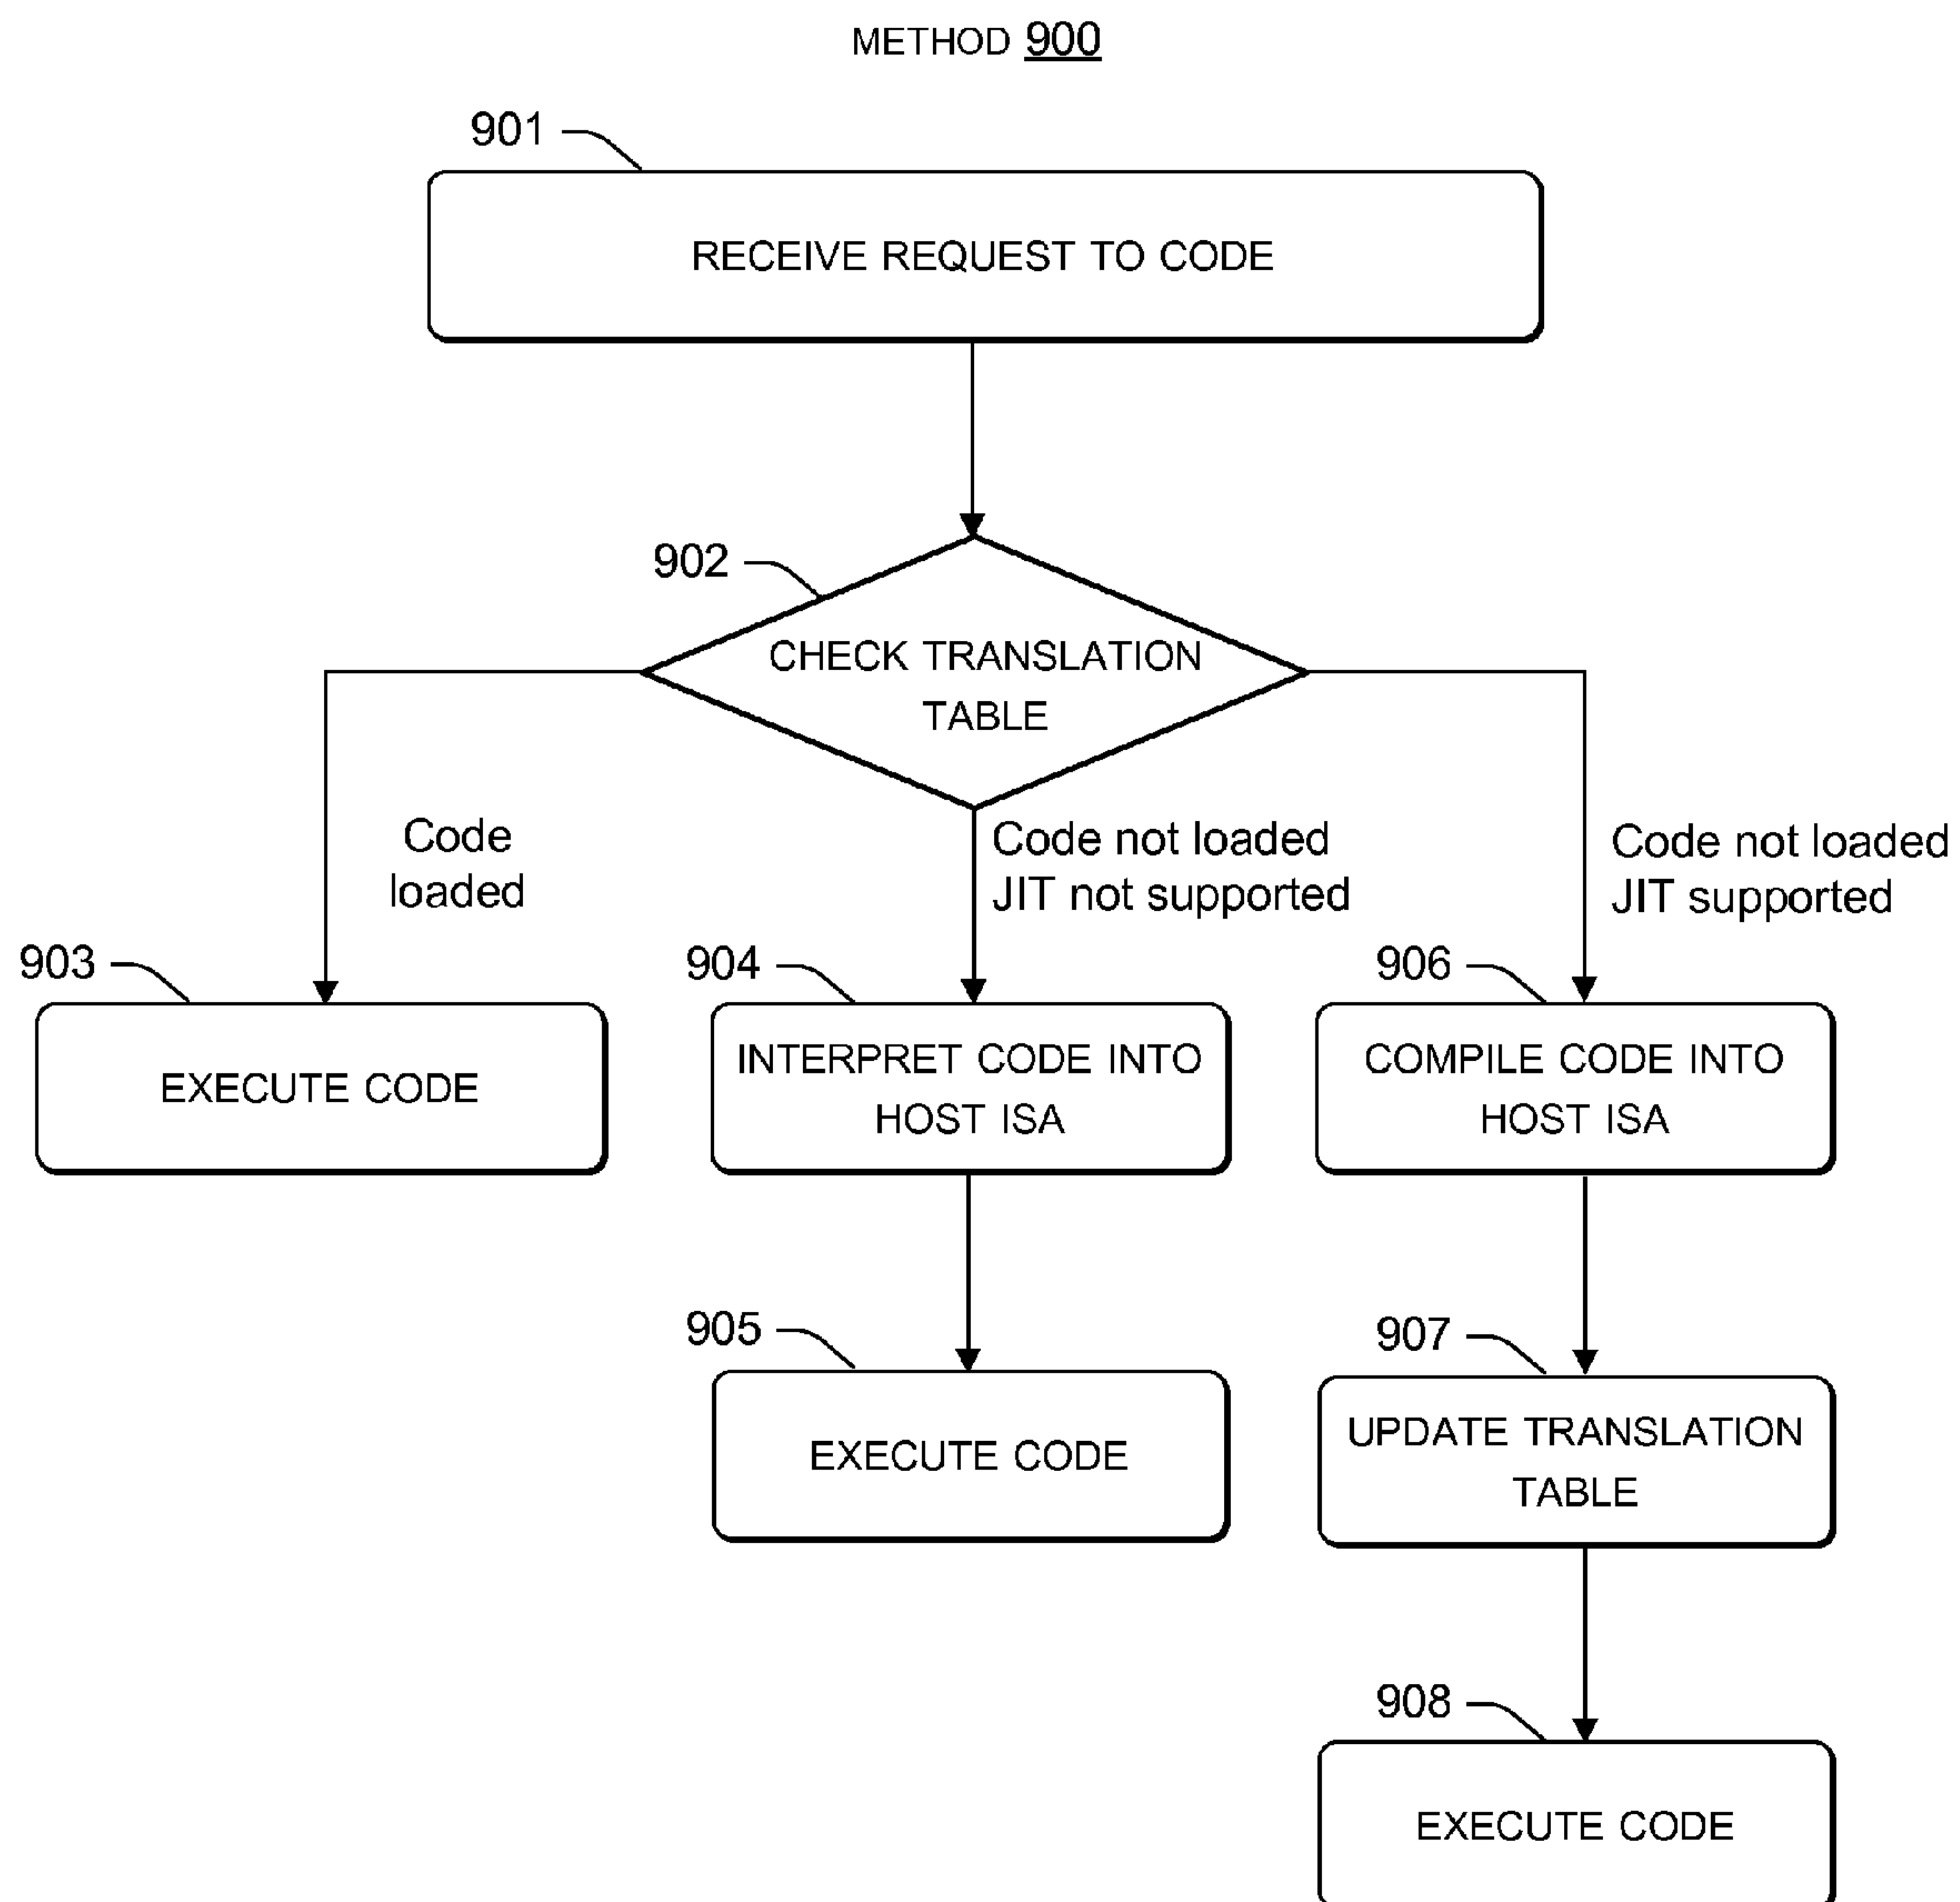 METHOD 900
901
RECEIVE REQUEST TO CODE
902
CHECK TRANSLATION
TABLE
Code
loaded
Code not loaded
JIT not supported
Code not loaded
JIT supported
903
EXECUTE CODE
904
INTERPRET CODE INTO
HOST ISA
906
COMPILE CODE INTO
HOST ISA
905
EXECUTE CODE
907
UPDATE TRANSLATION
TABLE
908
EXECUTE CODE